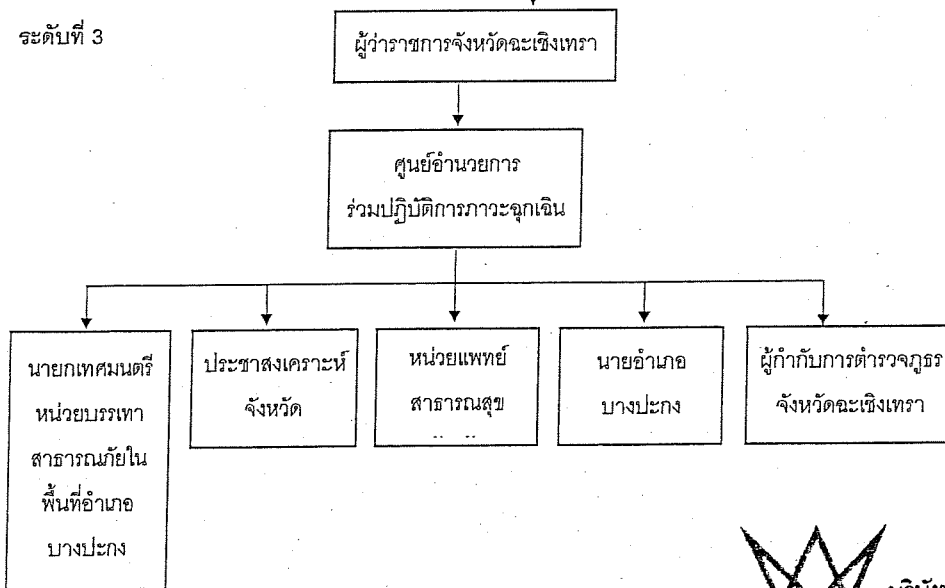 ระดับที่ 3
ผู้ว่าราชการจังหวัดฉะเชิงเทรา
ศูนย์อำนวยการ
ร่วมปฏิบัติการภาวะฉุกเฉิน
นายกเทศมนตรี
หน่วยบรรเทา
สาธารณภัยใน
พื้นที่อำเภอ
บางปะกง
ประชาสงเคราะห์
จังหวัด
หน่วยแพทย์
สาธารณสุข
นายอำเภอ
บางปะกง
ผู้กำกับการตำรวจภูธร
จังหวัดฉะเชิงเทรา